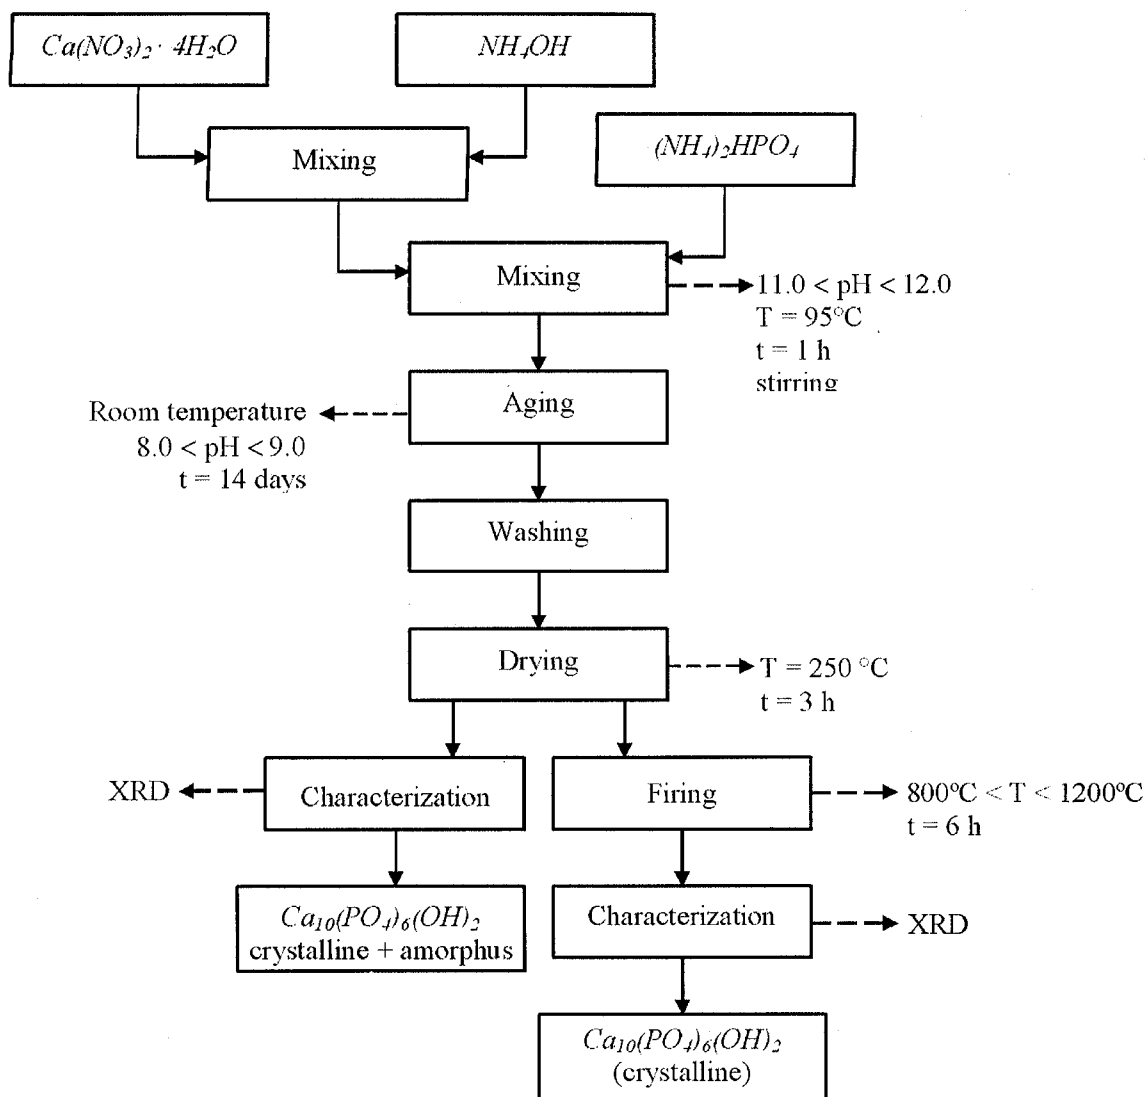 Ca(NO3)2 · 4H2O
NH4OH
Mixing
(NH4)2HPO4
Mixing
11.0 < pH < 12.0
T = 95°C
t = 1 h
stirring
Aging
Room temperature
8.0 < pH < 9.0
t = 14 days
Washing
Drying
T = 250 °C
t = 3 h
XRD
Characterization
Firing
800ºC < T < 1200ºC
t = 6 h
Ca10(PO4)6(OH)2
crystalline + amorphus
Characterization
XRD
Ca10(PO4)6(OH)2
(crystalline)